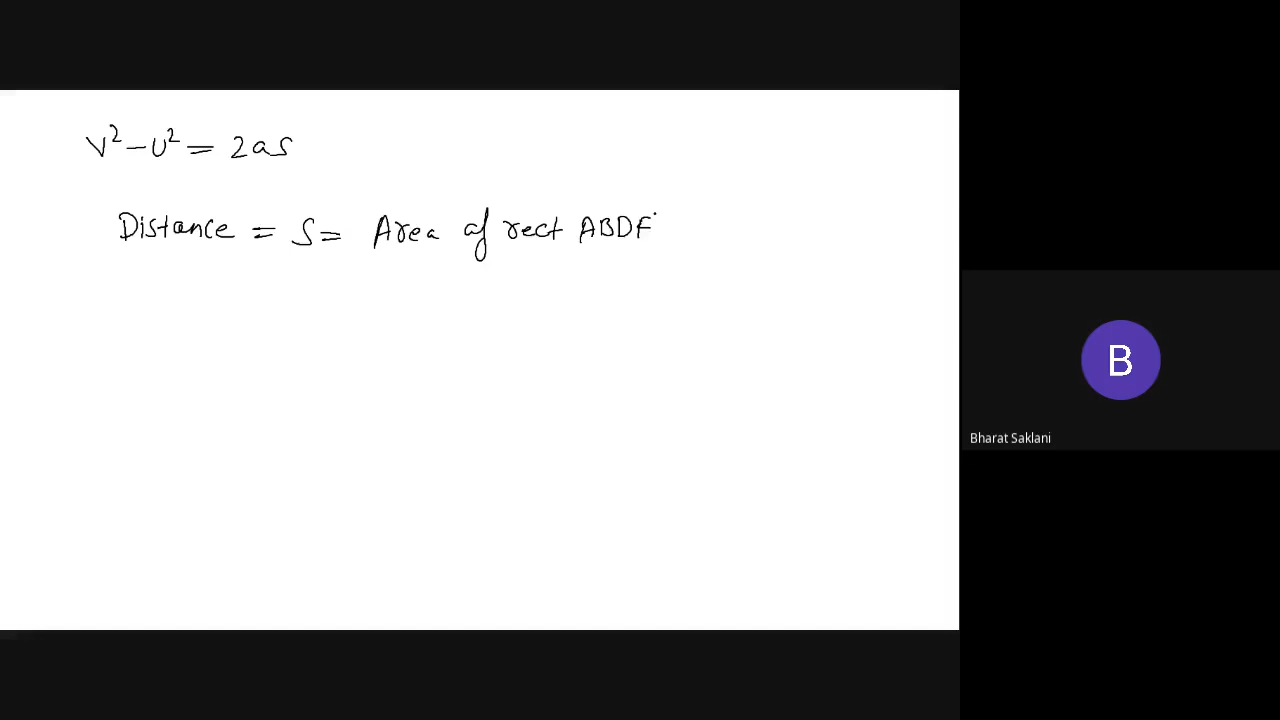 V²-U² = 2as
Distance = S = Area of rect ABDF
B
Bharat Saklani